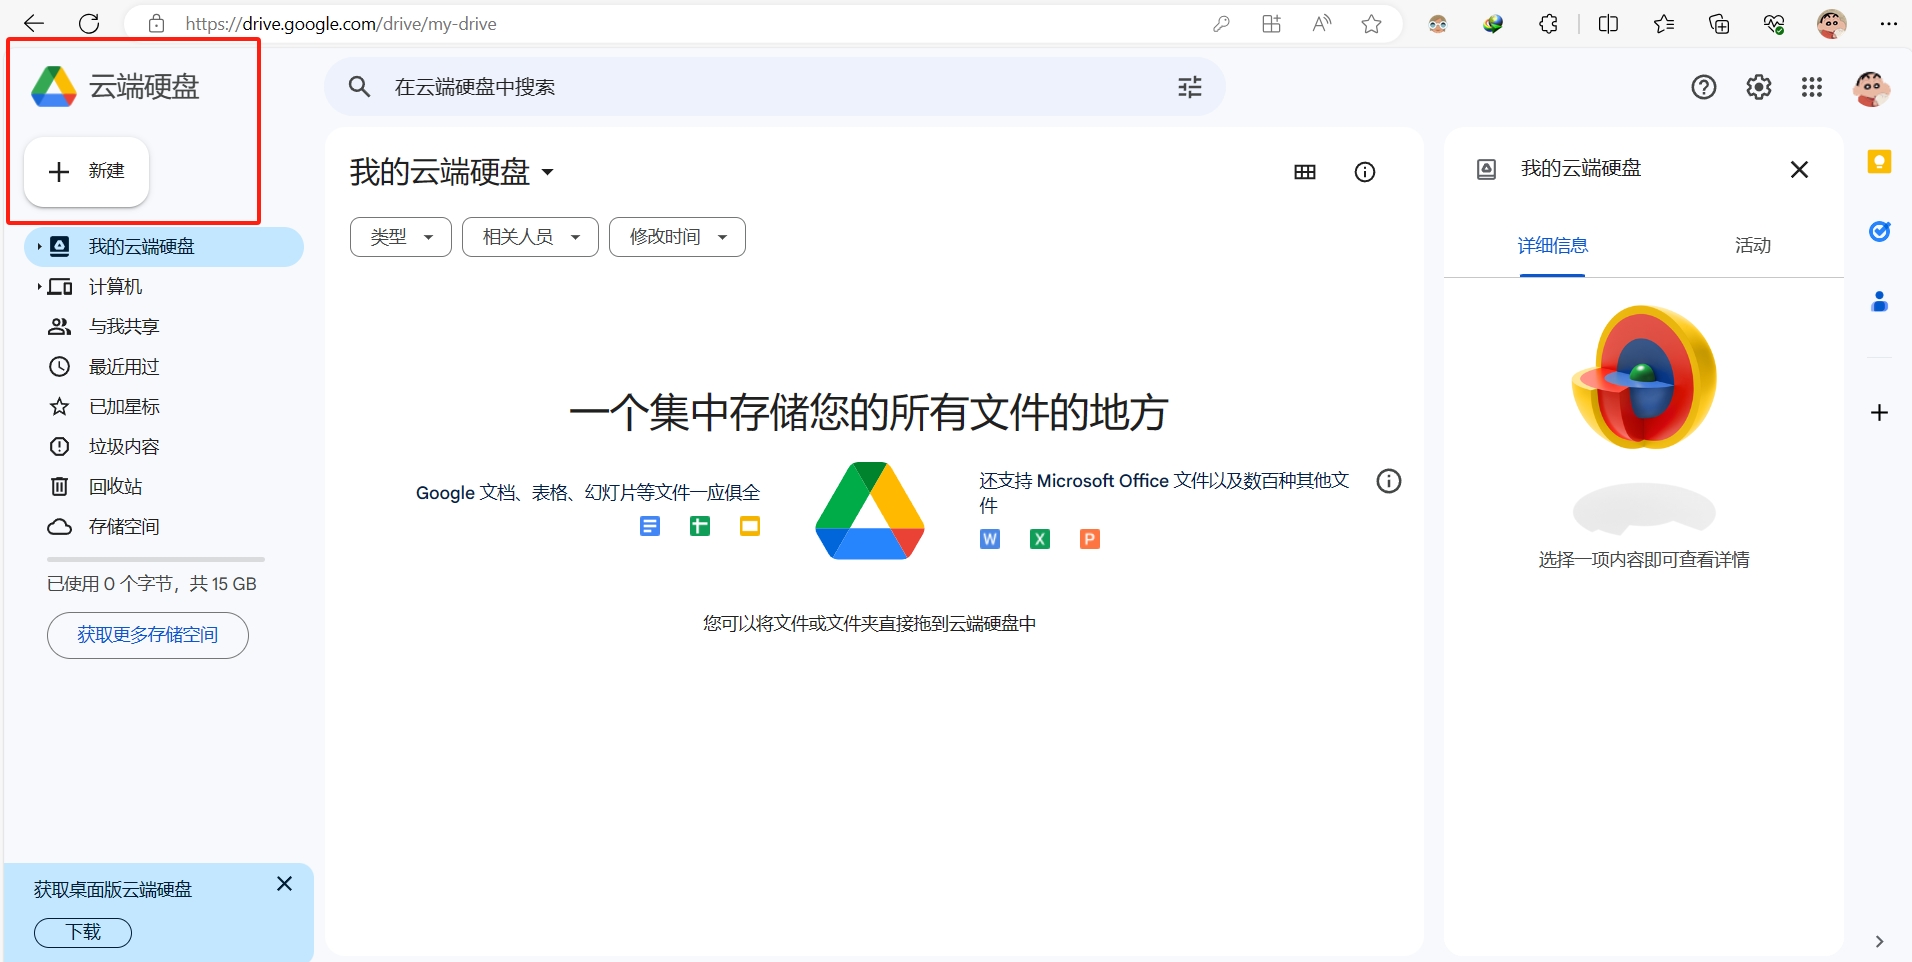 https://drive.google.com/drive/my-drive
云端硬盘
在云端硬盘中搜索
新建
我的云端硬盘
计算机
与我共享
最近用过
已加星标
垃圾内容
回收站
存储空间
已使用 0 个字节，共 15 GB
获取更多存储空间
获取桌面版云端硬盘
下载
我的云端硬盘
类型
相关人员
修改时间
一个集中存储您的所有文件的地方
Google 文档、表格、幻灯片等文件一应俱全
还支持 Microsoft Office 文件以及数百种其他文
件
W X P
您可以将文件或文件夹直接拖到云端硬盘中
我的云端硬盘
详细信息
活动
选择一项内容即可查看详情